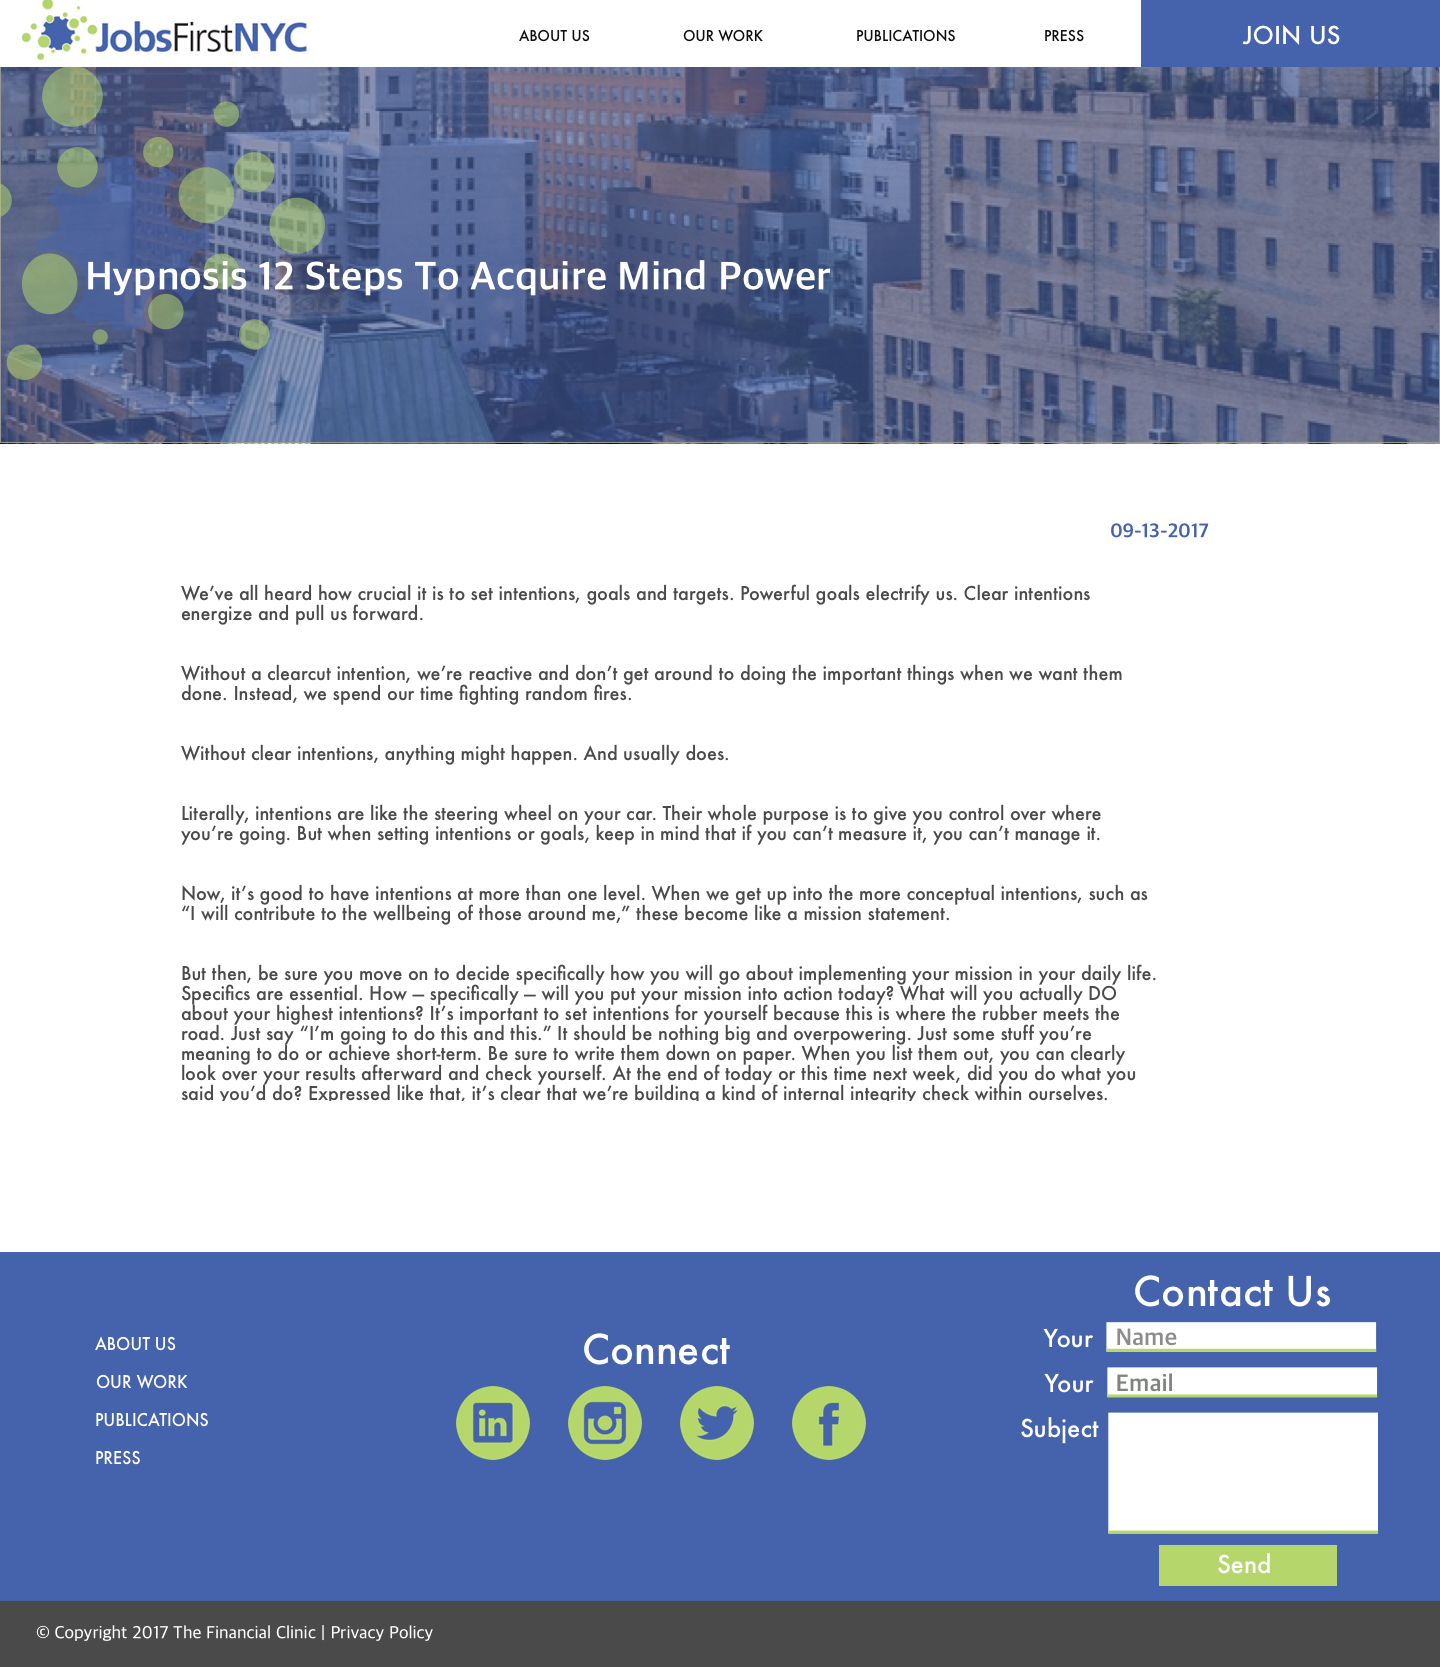 JobsFirstNYC
ABOUT US
OUR WORK
PUBLICATIONS
PRESS
JOIN US
Hypnosis 12 Steps To Acquire Mind Power
09-13-2017
We’ve all heard how crucial it is to set intentions, goals and targets. Powerful goals electrify us. Clear intentions
energize and pull us forward.
Without a clearcut intention, we’re reactive and don’t get around to doing the important things when we want them
done. Instead, we spend our time fighting random fires.
Without clear intentions, anything might happen. And usually does.
Literally, intentions are like the steering wheel on your car. Their whole purpose is to give you control over where
you’re going. But when setting intentions or goals, keep in mind that if you can’t measure it, you can’t manage it.
Now, it’s good to have intentions at more than one level. When we get up into the more conceptual intentions, such as
“I will contribute to the wellbeing of those around me,” these become like a mission statement.
But then, be sure you move on to decide specifically how you will go about implementing your mission in your daily life.
Specifics are essential. How — specifically — will you put your mission into action today? What will you actually DO
about your highest intentions? It’s important to set intentions for yourself because this is where the rubber meets the
road. Just say “I’m going to do this and this.” It should be nothing big and overpowering. Just some stuff you’re
meaning to do or achieve short-term. Be sure to write them down on paper. When you list them out, you can clearly
look over your results afterward and check yourself. At the end of today or this time next week, did you do what you
said you’d do? Expressed like that, it’s clear that we’re building a kind of internal integrity check within ourselves.
ABOUT US
OUR WORK
PUBLICATIONS
PRESS
Connect
in
Contact Us
Your Name
Your Email
Subject
Send
© Copyright 2017 The Financial Clinic | Privacy Policy